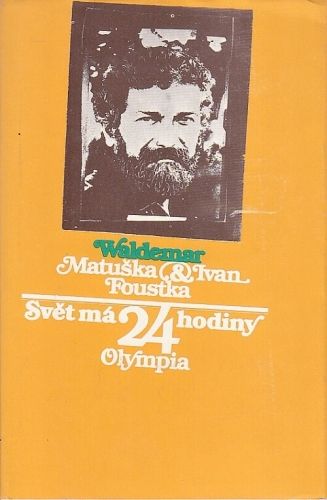 Waldemar
Matuška & Ivan
Foustka
Svět má 24 hodiny
Olympia